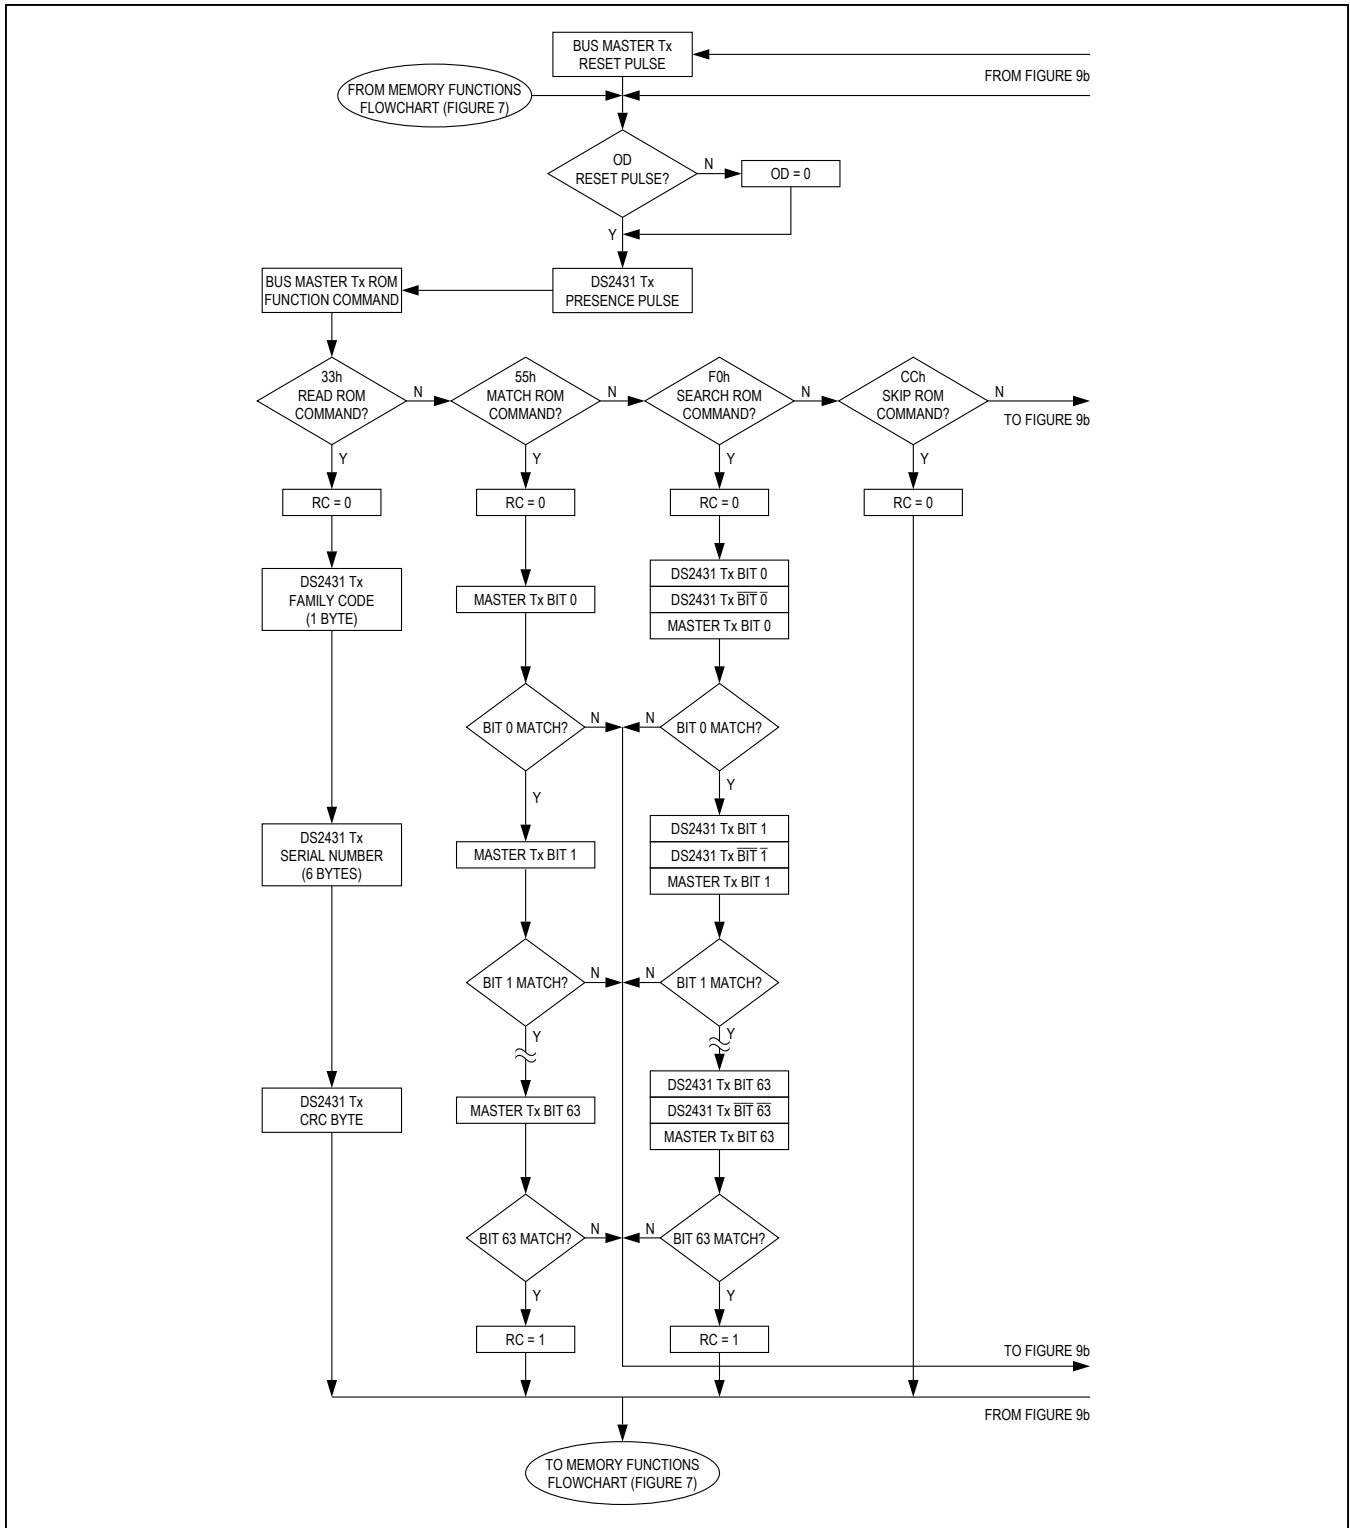 BUS MASTER Tx
RESET PULSE
FROM FIGURE 9b
FROM MEMORY FUNCTIONS
FLOWCHART (FIGURE 7)
OD
RESET PULSE?
N
OD = 0
Y
BUS MASTER Tx ROM
FUNCTION COMMAND
DS2431 Tx
PRESENCE PULSE
33h
READ ROM
COMMAND?
N
55h
MATCH ROM
COMMAND?
N
F0h
SEARCH ROM
COMMAND?
N
CCh
SKIP ROM
COMMAND?
N
TO FIGURE 9b
Y
Y
Y
Y
RC = 0
RC = 0
RC = 0
RC = 0
DS2431 Tx
FAMILY CODE
(1 BYTE)
MASTER Tx BIT 0
DS2431 Tx BIT 0
DS2431 Tx B̅I̅T̅ 0̅
MASTER Tx BIT 0
BIT 0 MATCH?
N
N
BIT 0 MATCH?
Y
Y
DS2431 Tx
SERIAL NUMBER
(6 BYTES)
MASTER Tx BIT 1
DS2431 Tx BIT 1
DS2431 Tx B̅I̅T̅ 1̅
MASTER Tx BIT 1
BIT 1 MATCH?
N
N
BIT 1 MATCH?
Y
Y
DS2431 Tx
CRC BYTE
MASTER Tx BIT 63
DS2431 Tx BIT 63
DS2431 Tx B̅I̅T̅ 6̅3̅
MASTER Tx BIT 63
BIT 63 MATCH?
N
N
BIT 63 MATCH?
Y
Y
RC = 1
RC = 1
TO FIGURE 9b
FROM FIGURE 9b
TO MEMORY FUNCTIONS
FLOWCHART (FIGURE 7)